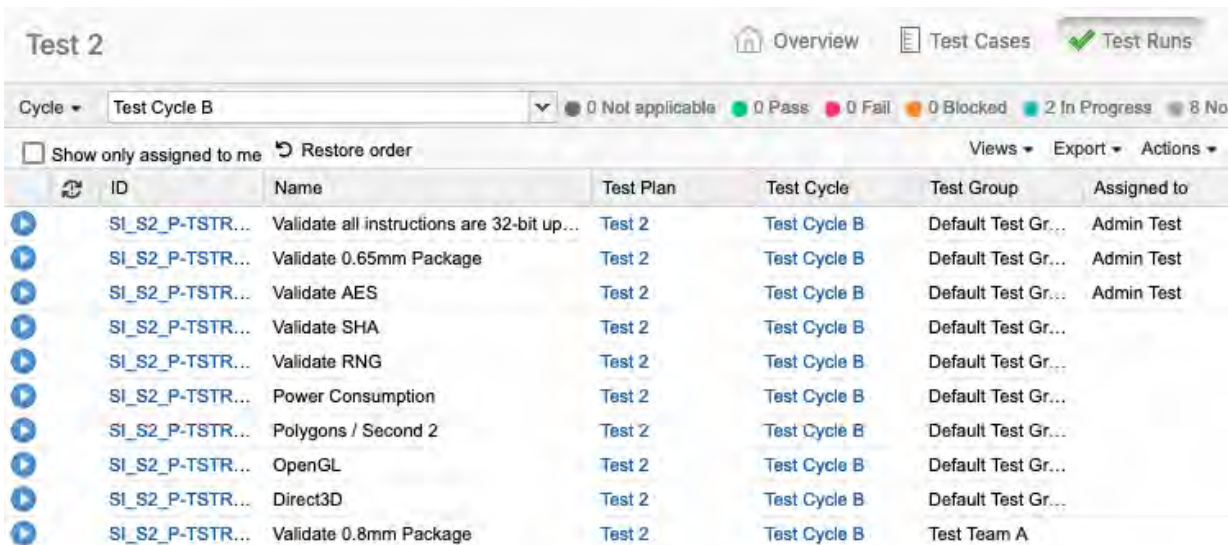 Test 2 Overview Test Cases Test Runs
Cycle Test Cycle B 0 Not applicable 0 Pass 0 Fail 0 Blocked 2 In Progress 8 No
Show only assigned to me Restore order Views Export Actions
ID Name Test Plan Test Cycle Test Group Assigned to
SI_S2_P-TSTR... Validate all instructions are 32-bit up... Test 2 Test Cycle B Default Test Gr... Admin Test
SI_S2_P-TSTR... Validate 0.65mm Package Test 2 Test Cycle B Default Test Gr... Admin Test
SI_S2_P-TSTR... Validate AES Test 2 Test Cycle B Default Test Gr... Admin Test
SI_S2_P-TSTR... Validate SHA Test 2 Test Cycle B Default Test Gr...
SI_S2_P-TSTR... Validate RNG Test 2 Test Cycle B Default Test Gr...
SI_S2_P-TSTR... Power Consumption Test 2 Test Cycle B Default Test Gr...
SI_S2_P-TSTR... Polygons / Second 2 Test 2 Test Cycle B Default Test Gr...
SI_S2_P-TSTR... OpenGL Test 2 Test Cycle B Default Test Gr...
SI_S2_P-TSTR... Direct3D Test 2 Test Cycle B Default Test Gr...
SI_S2_P-TSTR... Validate 0.8mm Package Test 2 Test Cycle B Test Team A